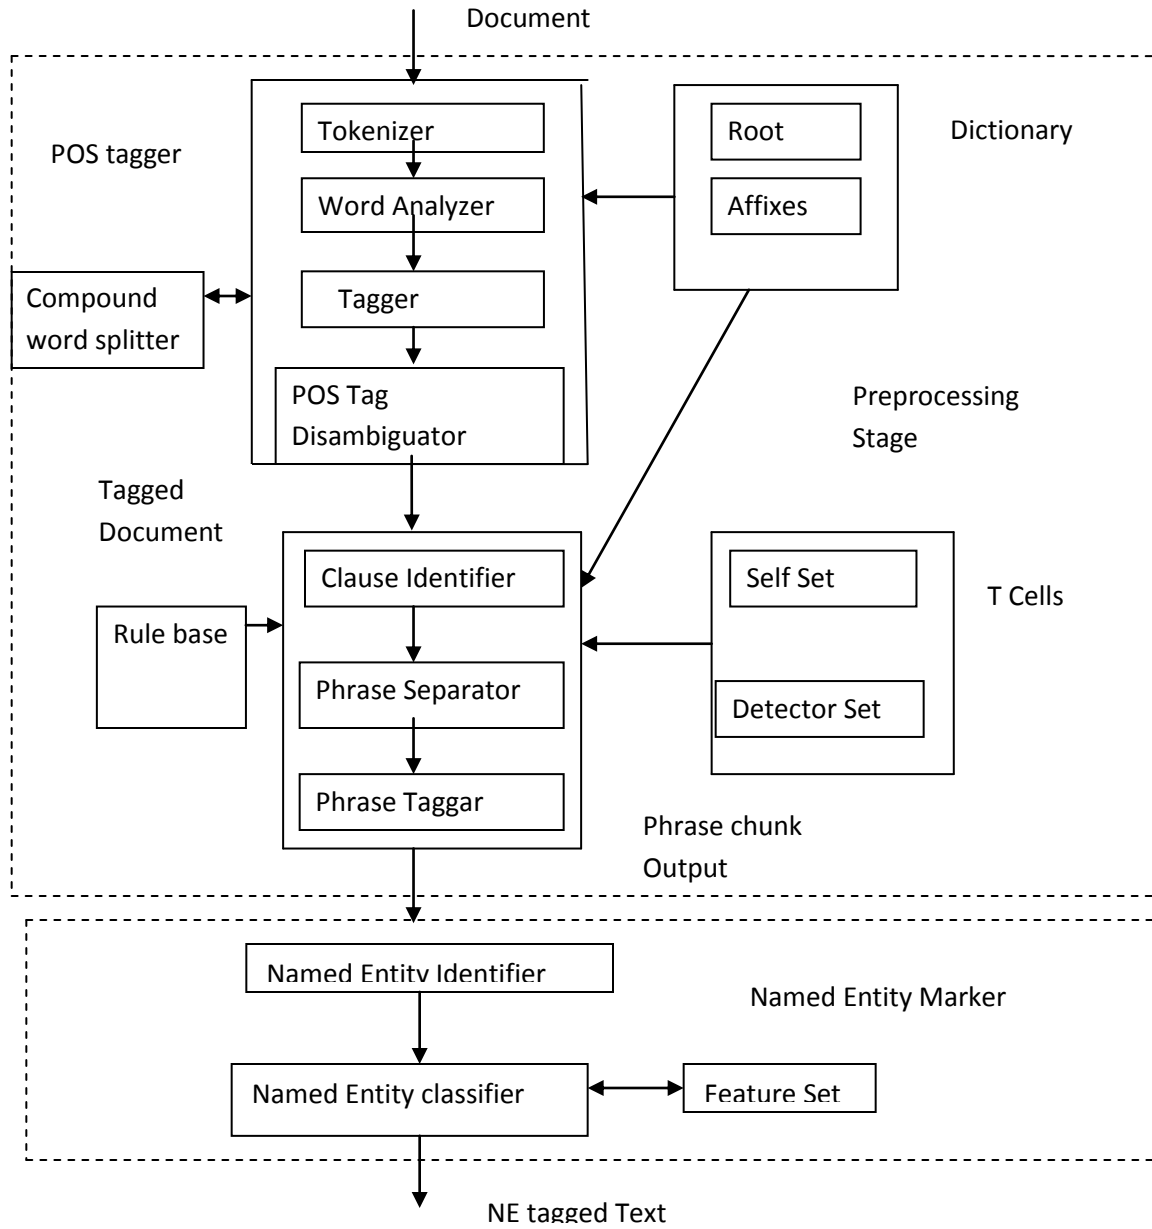 Document
POS tagger
Tokenizer
Word Analyzer
Tagger
POS Tag
Disambiguator
Root
Affixes
Dictionary
Compound
word splitter
Preprocessing
Stage
Tagged
Document
Clause Identifier
Phrase Separator
Phrase Taggar
Rule base
Self Set
Detector Set
T Cells
Phrase chunk
Output
Named Entity Identifier
Named Entity Marker
Named Entity classifier
Feature Set
NE tagged Text